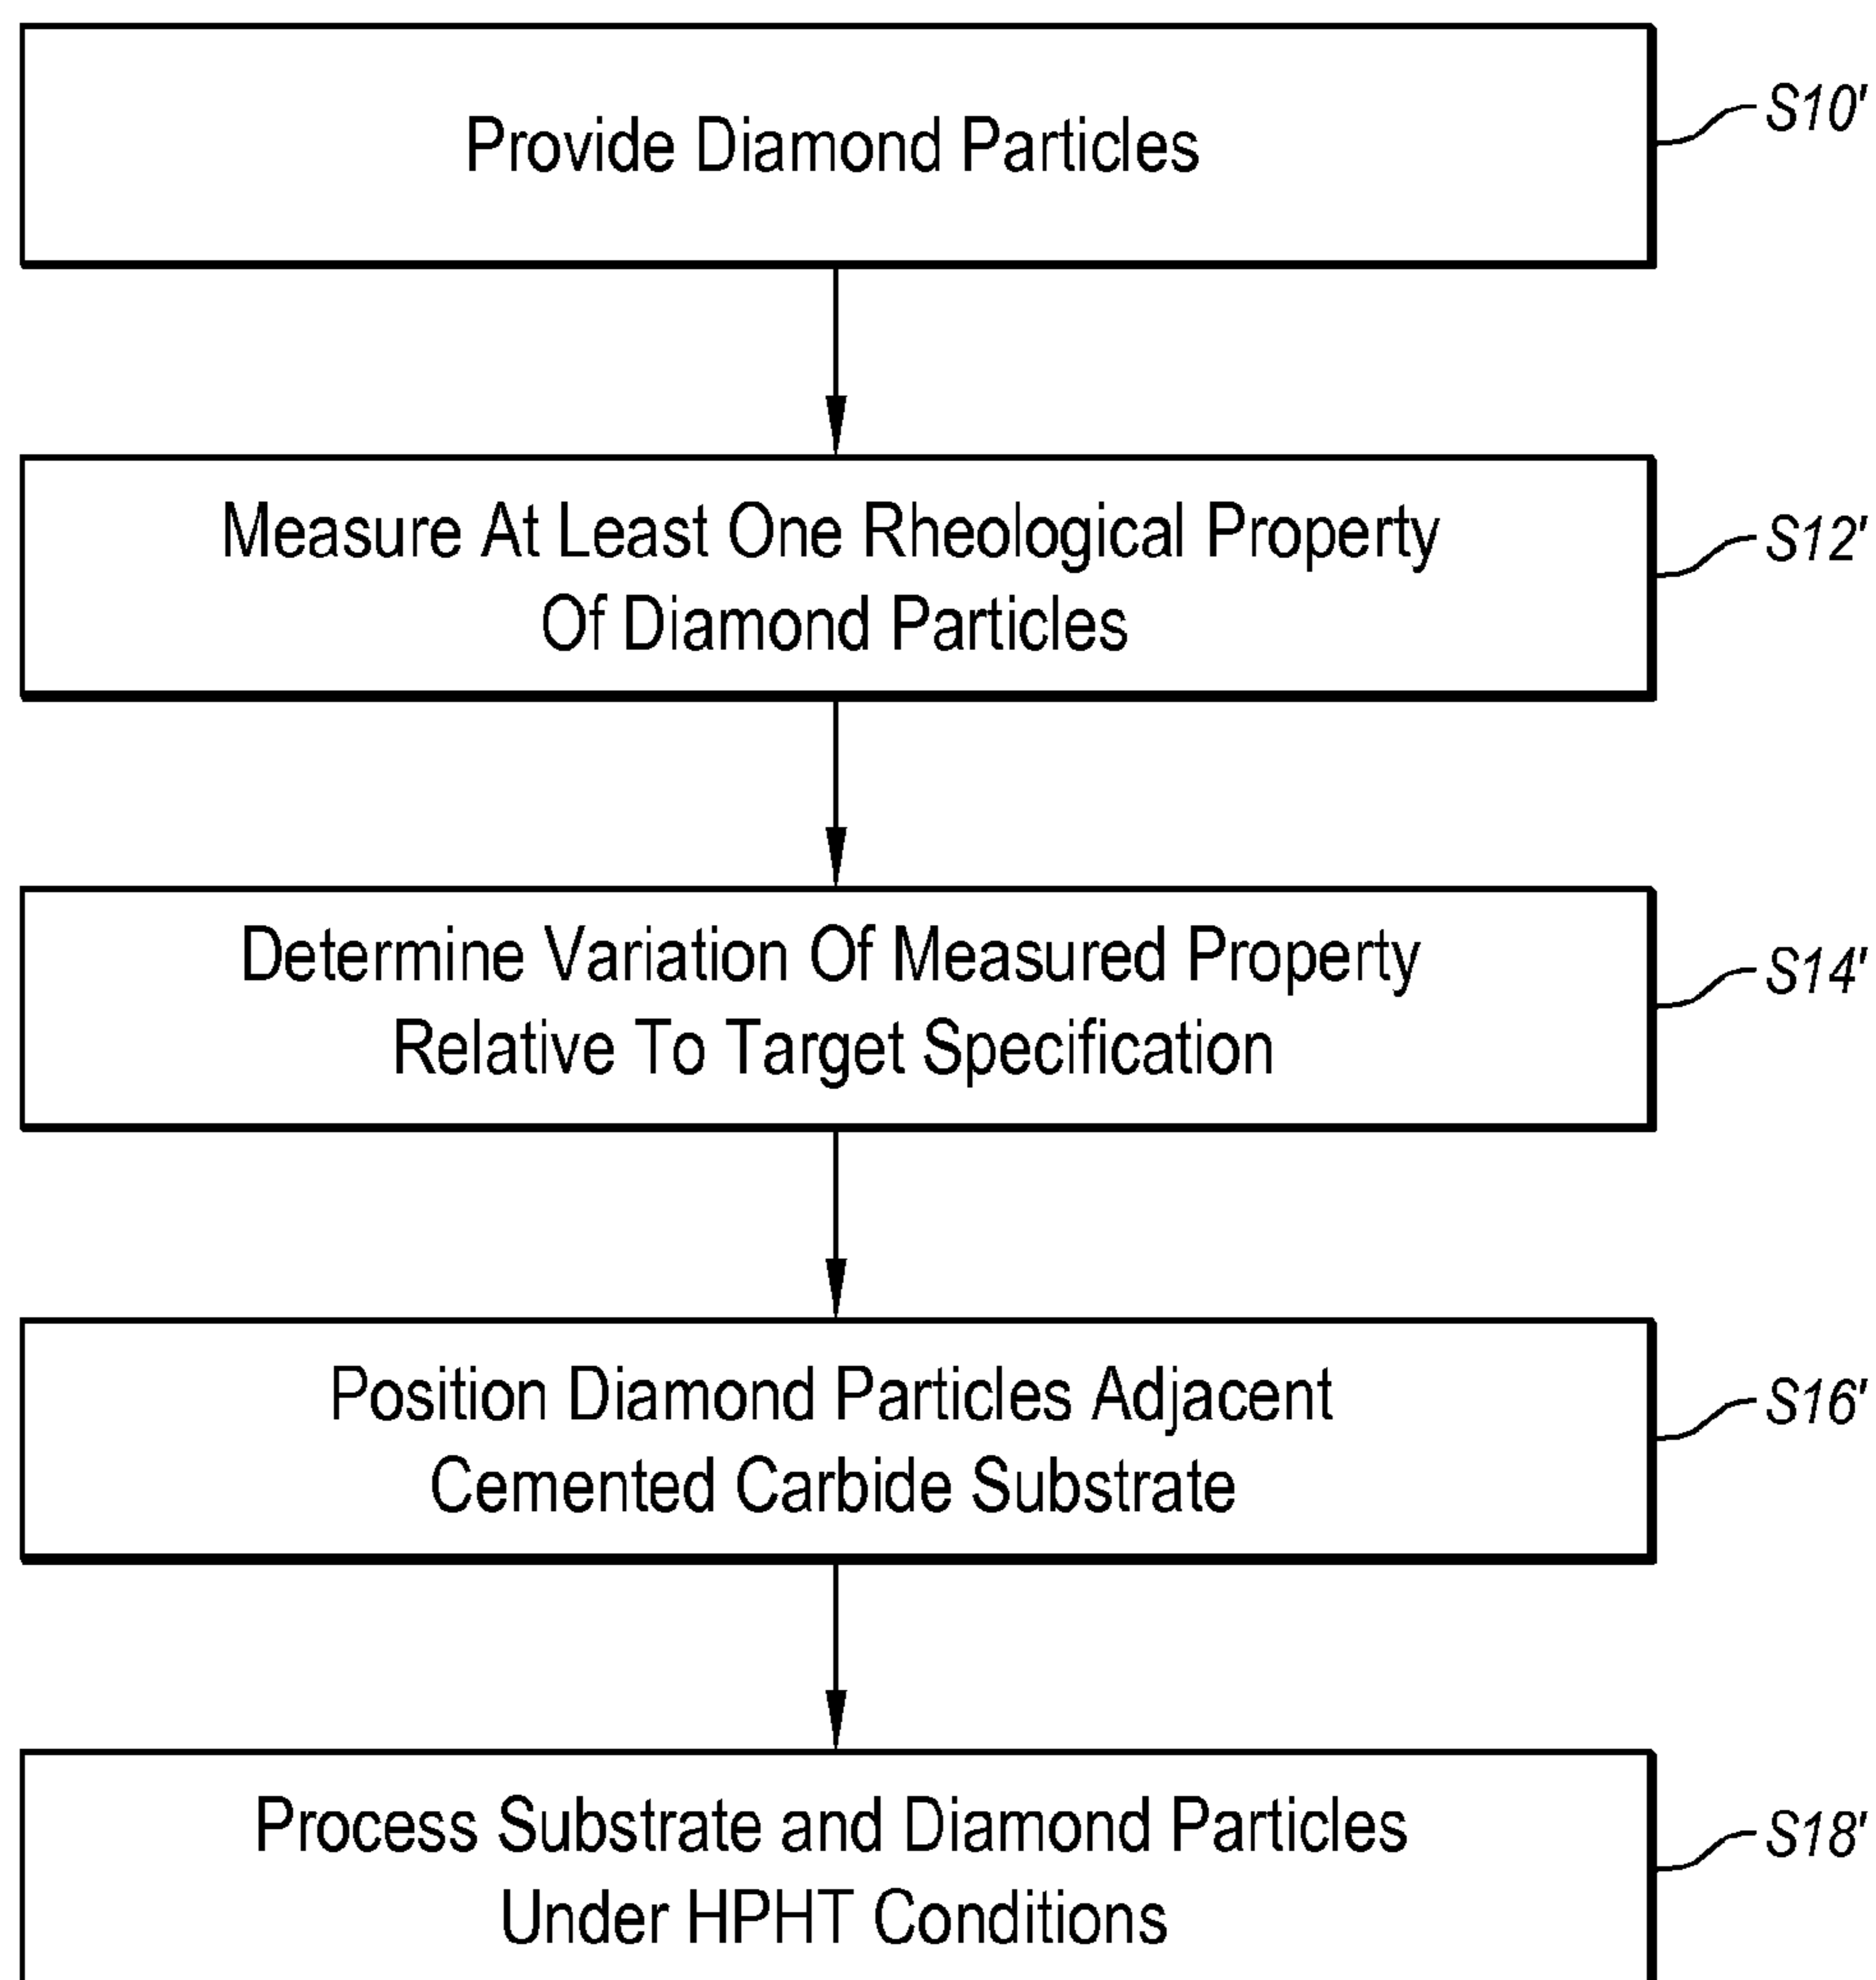 Provide Diamond Particles
S10'
Measure At Least One Rheological Property
Of Diamond Particles
S12'
Determine Variation Of Measured Property
Relative To Target Specification
S14'
Position Diamond Particles Adjacent
Cemented Carbide Substrate
S16'
Process Substrate and Diamond Particles
Under HPHT Conditions
S18'